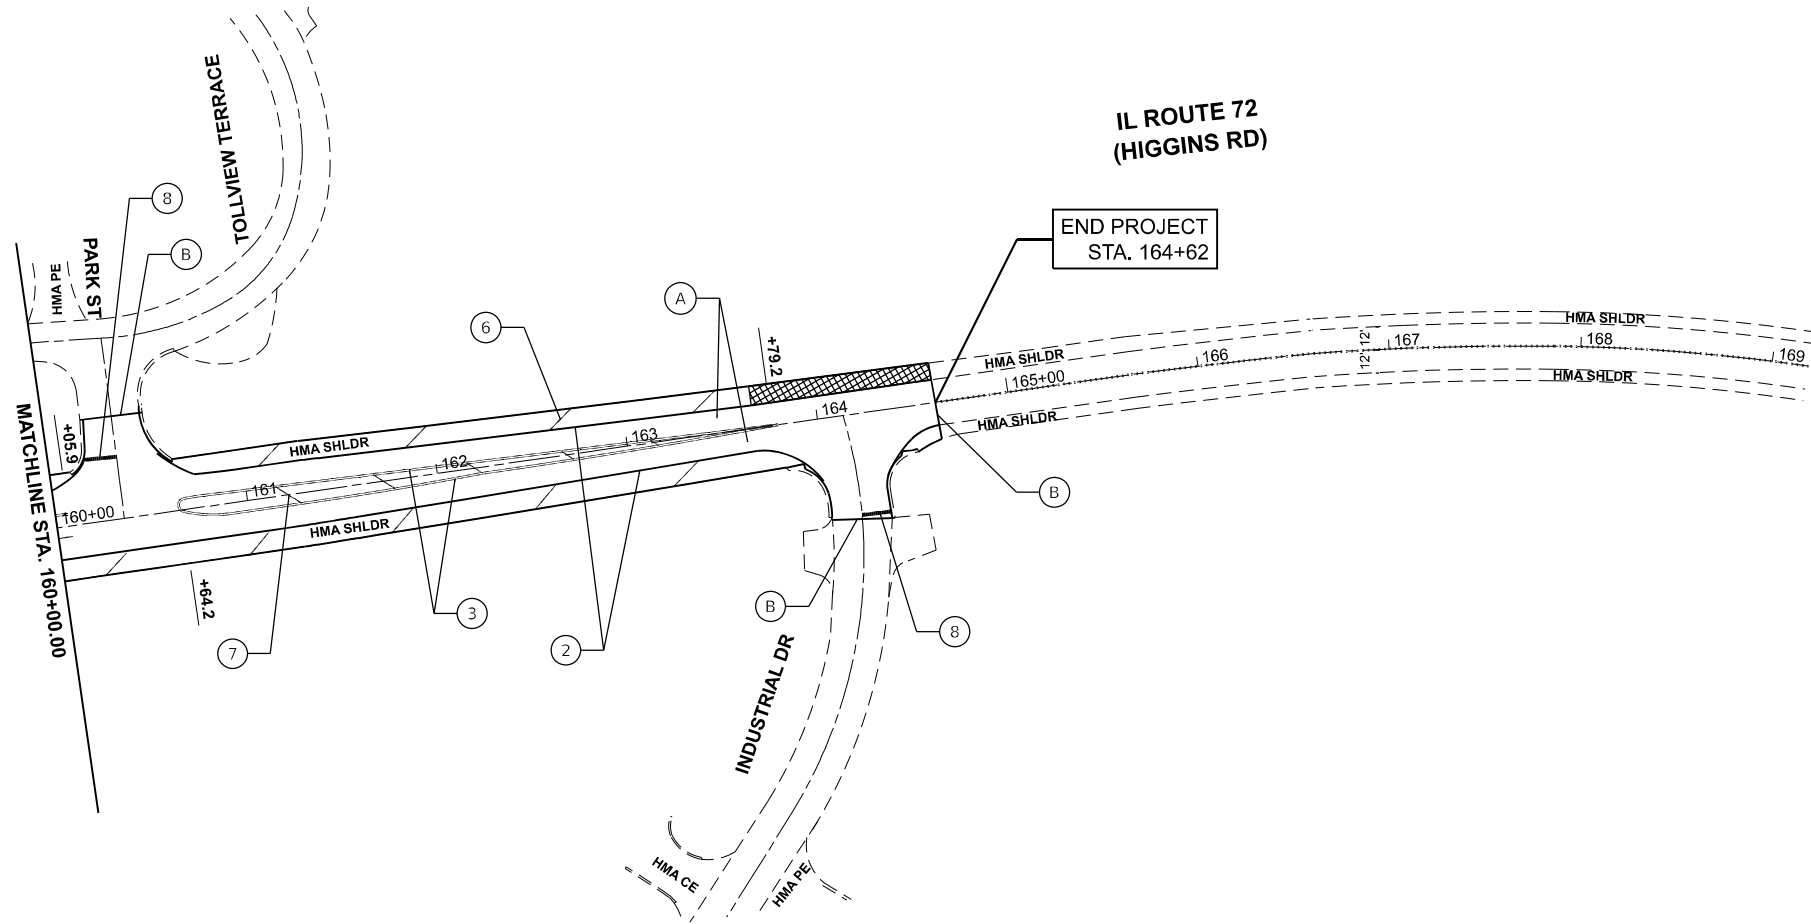 TOLLVIEW TERRACE
IL ROUTE 72
(HIGGINS RD)
8
PARK ST
HMA PE
B
END PROJECT
STA. 164+62
A
6
+79.2
HMA SHLDR
167
168
169
12' 12'
166
HMA SHLDR
165+00
HMA SHLDR
164
HMA SHLDR
MATCHLINE STA. 160+00.00
+05.9
HMA SHLDR
163
162
161
160+00
HMA SHLDR
B
+64.2
3
B
7
2
8
INDUSTRIAL DR
HMA CE
HMA PE